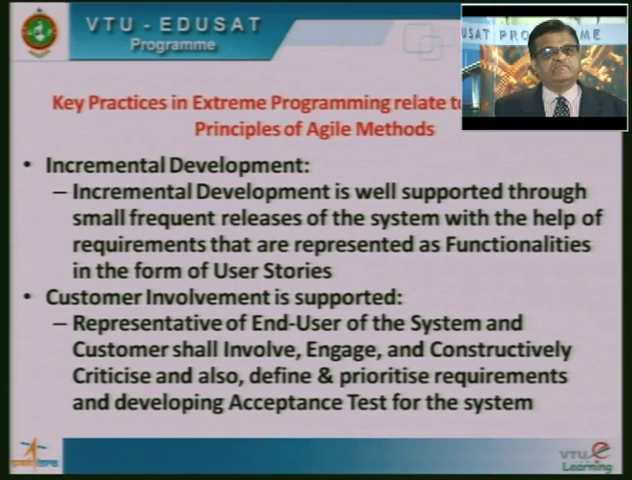 VTU - EDUSAT
Programme
USAT PROGRAMME
Key Practices in Extreme Programming relate to
Principles of Agile Methods
• Incremental Development:
– Incremental Development is well supported through
small frequent releases of the system with the help of
requirements that are represented as Functionalities
in the form of User Stories
• Customer Involvement is supported:
– Representative of End-User of the System and
Customer shall Involve, Engage, and Constructively
Criticise and also, define & prioritise requirements
and developing Acceptance Test for the system
VTU e
Learning